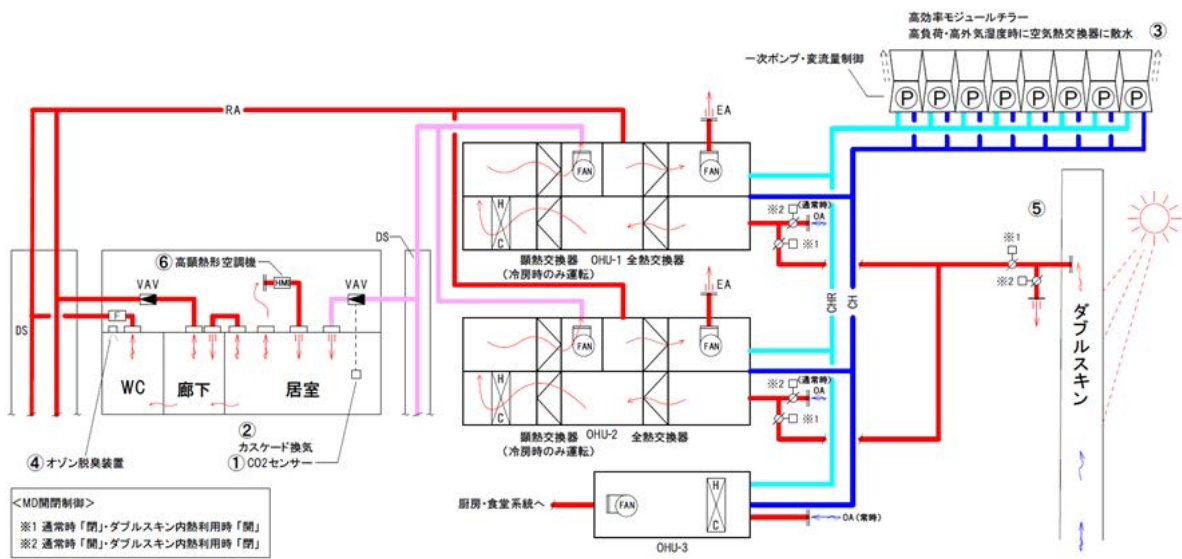 高効率モジュールチラー
高負荷・高外気湿度時に空気熱交換器に散水
③
一次ポンプ・変流量制御
P P P P P P P P
RA
EA
FAN
FAN
H
C
※2
(通常時)
OA
※1
顕熱交換器
(冷房時のみ運転)
OHU-1
全熱交換器
DS
⑥ 高顕熱形空調機
HMI
VAV
VAV
DS
F
WC
廊下
居室
②
カスケード換気
① CO2センサー
④ オゾン脱臭装置
EA
FAN
FAN
H
C
※2
(通常時)
OA
※1
顕熱交換器
(冷房時のみ運転)
OHU-2
全熱交換器
CHR
CH
⑤
※1
※2
ダブルスキン
厨房・食堂系統へ
FAN
H
C
OA(常時)
OHU-3
<MD開閉制御>
※1 通常時「閉」・ダブルスキン内熱利用時「開」
※2 通常時「開」・ダブルスキン内熱利用時「閉」